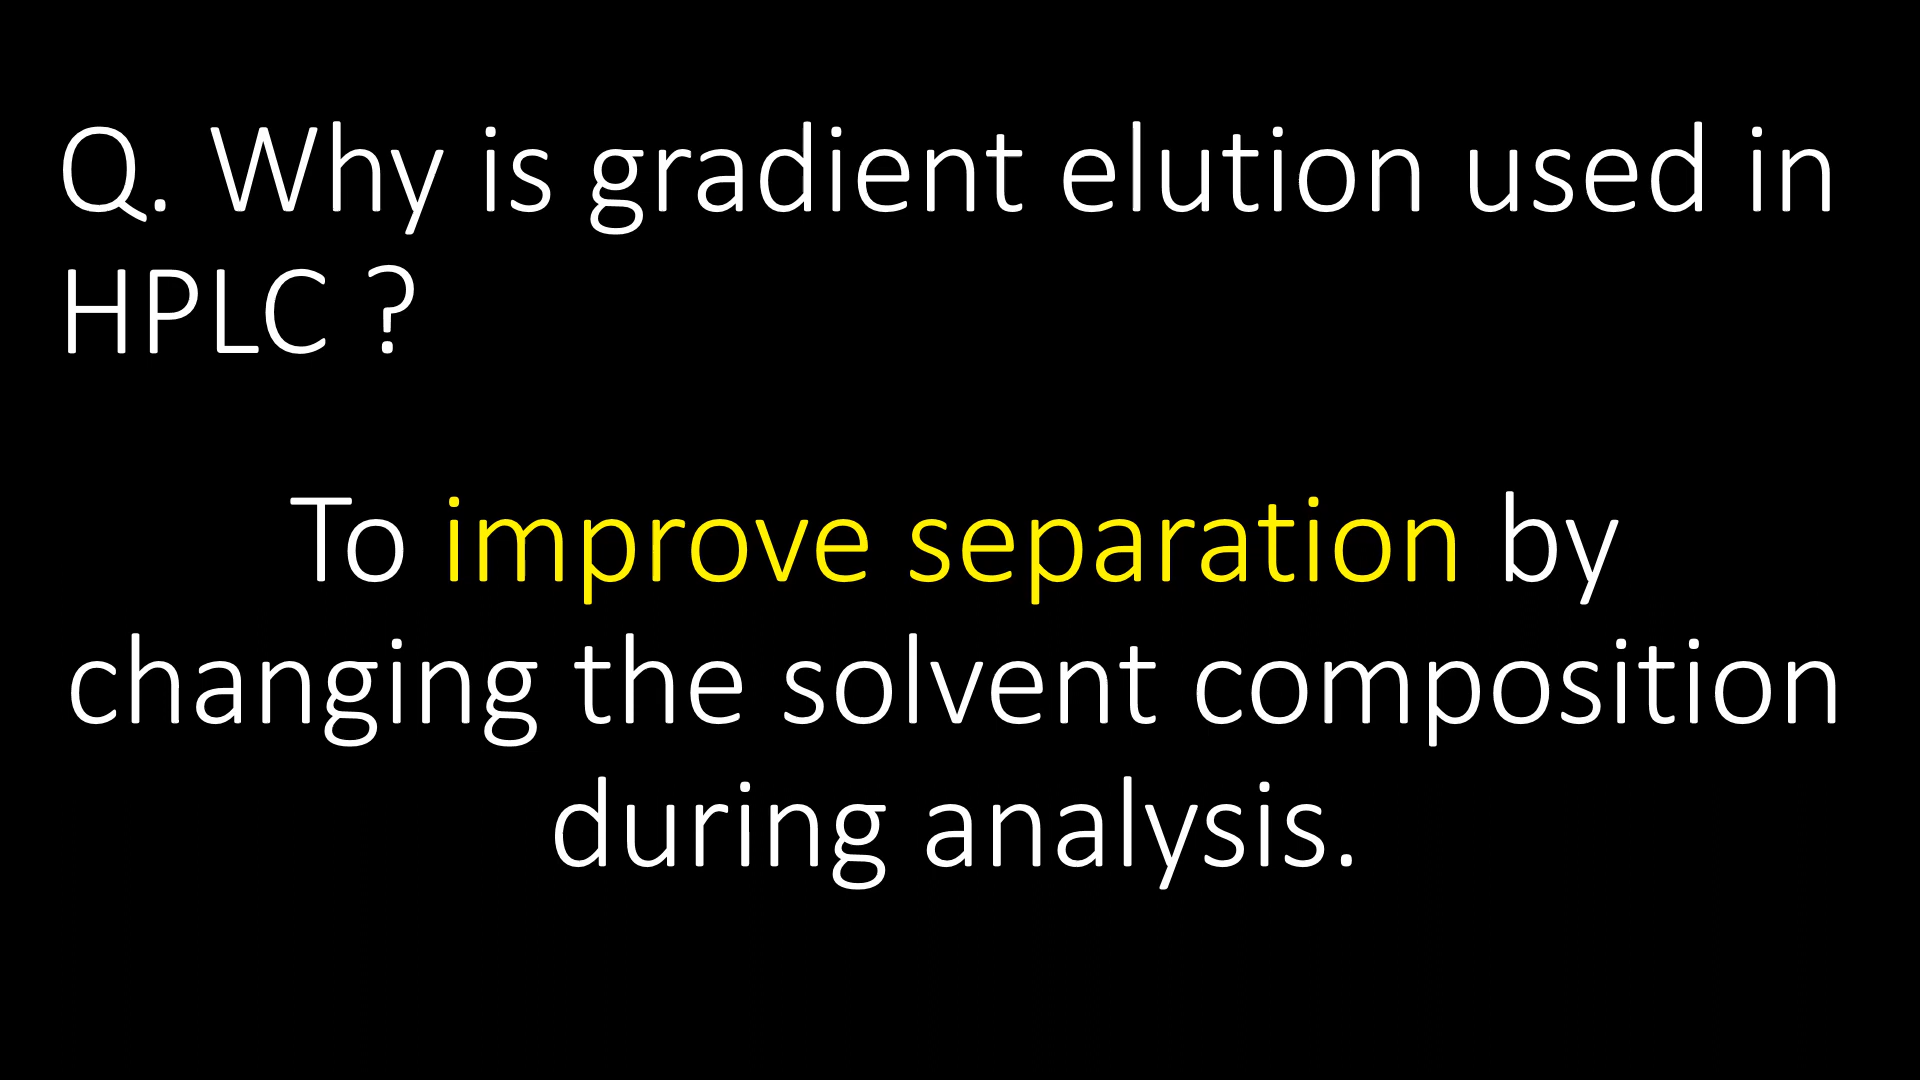 Q. Why is gradient elution used in
HPLC ?
To improve separation by
changing the solvent composition
during analysis.